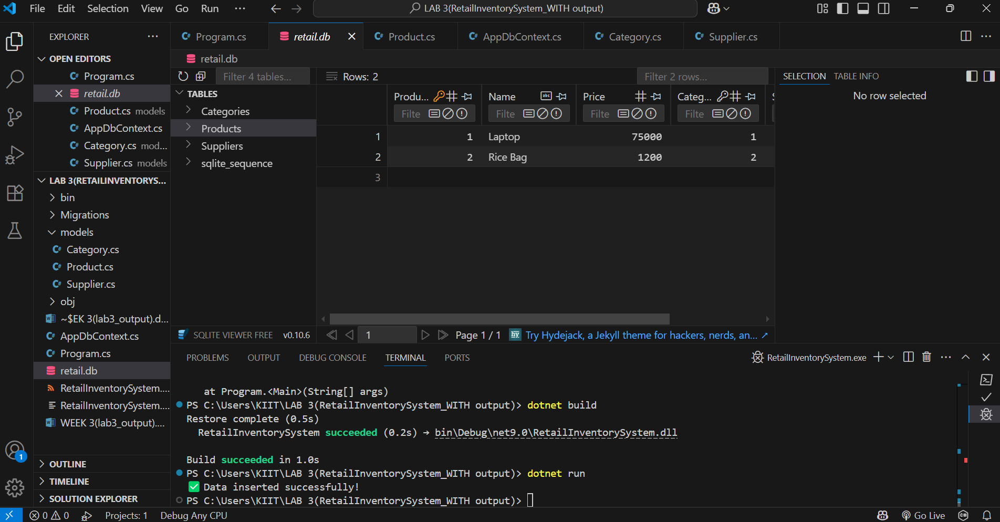 File Edit Selection View Go Run ··· LAB 3(RetailInventorySystem_WITH output)
EXPLORER
OPEN EDITORS
Program.cs
retail.db
Product.cs models
AppDbContext.cs
Category.cs mod...
Supplier.cs models
LAB 3(RETAILINVENTORYS...
bin
Migrations
models
Category.cs
Product.cs
Supplier.cs
obj
~$EK 3(lab3_output).d...
AppDbContext.cs
Program.cs
retail.db
RetailInventorySystem....
RetailInventorySystem....
WEEK 3(lab3_output)....
OUTLINE
TIMELINE
SOLUTION EXPLORER
1
Program.cs retail.db Product.cs AppDbContext.cs Category.cs Supplier.cs
retail.db
Filter 4 tables... Rows: 2 Filter 2 rows...
TABLES
Categories
Products
Suppliers
sqlite_sequence
Produ... Name Price Categ...
Filte Filte Filte Filte
1 1 Laptop 75000 1
2 2 Rice Bag 1200 2
3
SELECTION TABLE INFO
No row selected
SQLITE VIEWER FREE v0.10.6 1 Page 1 / 1 hy Try Hydejack, a Jekyll theme for hackers, nerds, an... ↗
PROBLEMS OUTPUT DEBUG CONSOLE TERMINAL PORTS RetailInventorySystem.exe
at Program.<Main>(String[] args)
PS C:\Users\KIIT\LAB 3(RetailInventorySystem_WITH output)> dotnet build
Restore complete (0.5s)
RetailInventorySystem succeeded (0.2s) → bin\Debug\net9.0\RetailInventorySystem.dll
Build succeeded in 1.0s
PS C:\Users\KIIT\LAB 3(RetailInventorySystem_WITH output)> dotnet run
✅ Data inserted successfully!
PS C:\Users\KIIT\LAB 3(RetailInventorySystem_WITH output)>
0 0 Projects: 1 Debug Any CPU Go Live